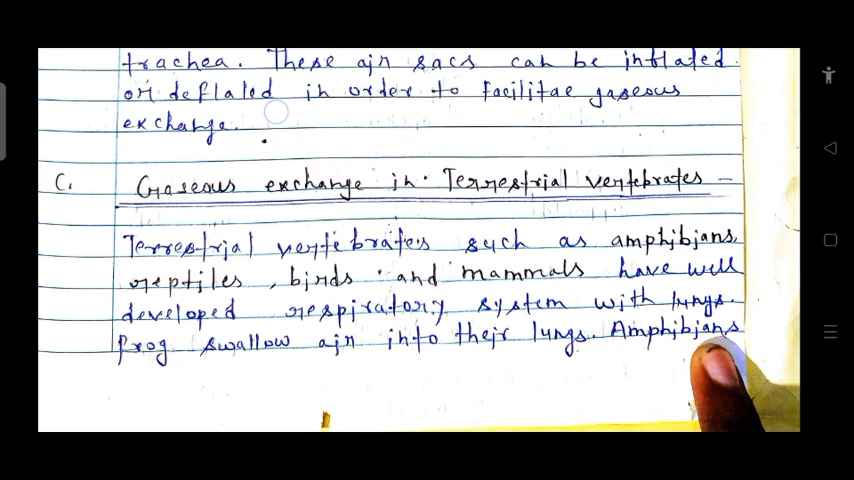 trachea. These air sacs can be inflated
or deflated in order to facilitae gaseous
exchange.
C. Gaseous exchange in Terrestrial vertebrates -
Terrestrial vertebrates such as amphibians,
reptiles, birds and mammals have well
developed respiratory system with lungs.
Frog swallow air into their lungs. Amphibians